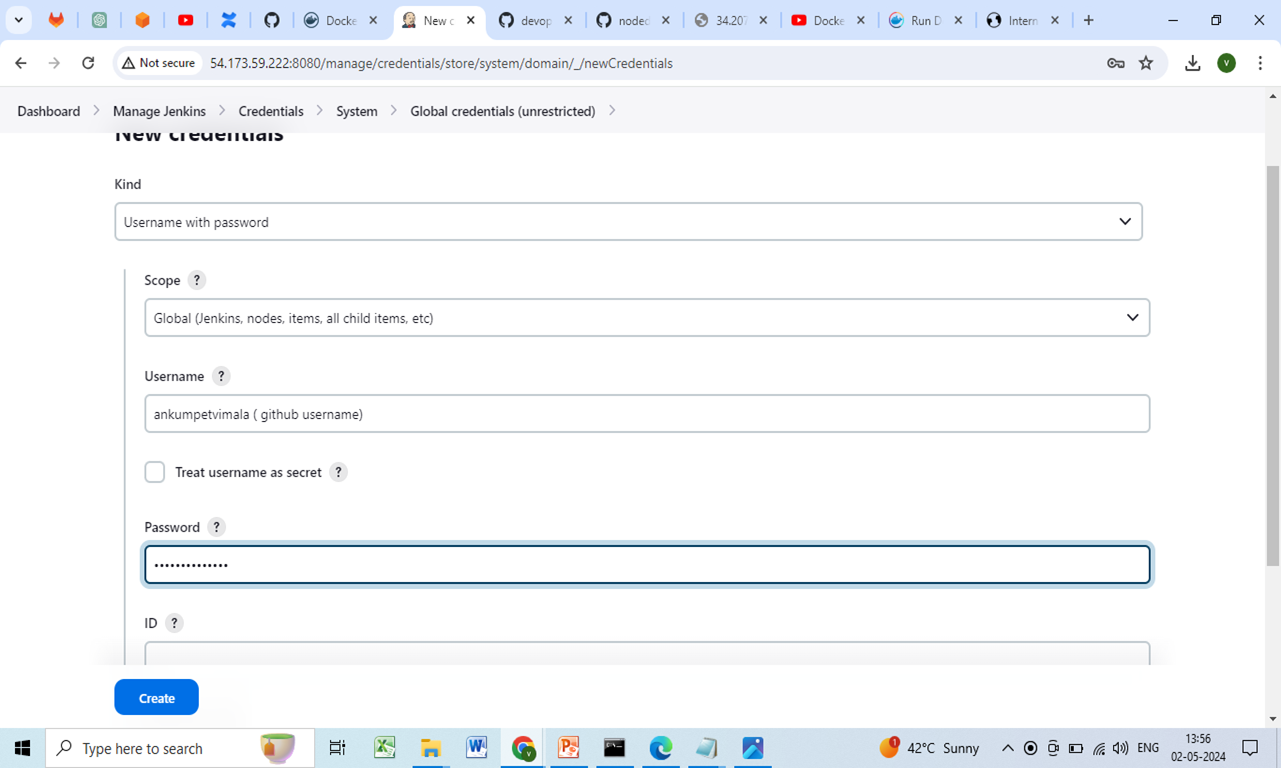 Docke
New c
devop
noded
34.207
Docke
Run D
Intern
Not secure 54.173.59.222:8080/manage/credentials/store/system/domain/_/newCredentials
V
Dashboard > Manage Jenkins > Credentials > System > Global credentials (unrestricted) >
New credentials
Kind
Username with password
Scope ?
Global (Jenkins, nodes, items, all child items, etc)
Username ?
ankumpetvimala ( github username)
Treat username as secret ?
Password ?
••••••••••••••
ID ?
Create
Type here to search
42°C Sunny
ENG
13:56
02-05-2024